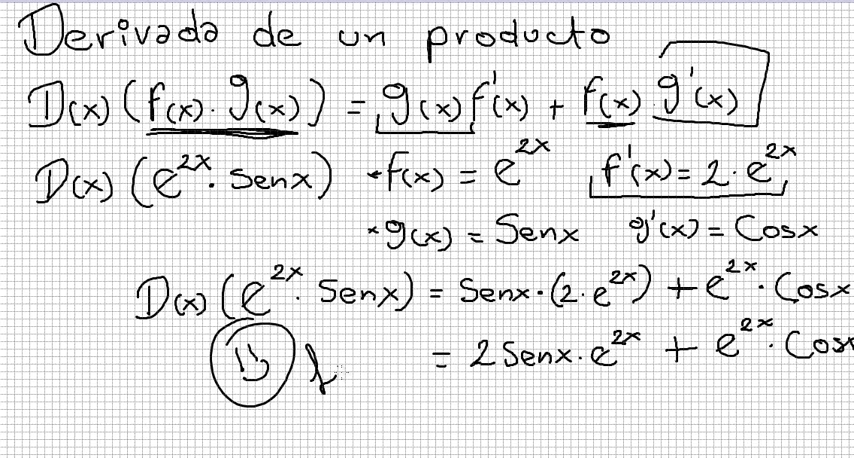 Derivada de un producto
D(x) (f(x) · g(x)) = g(x) f'(x) + f(x) · g'(x)
D(x) (e^2x · Senx) * f(x) = e^2x f'(x) = 2 · e^2x
* g(x) = Senx g'(x) = Cosx
D(x) (e^2x · Senx) = Senx · (2 · e^2x) + e^2x · Cosx
= 2 Senx · e^2x + e^2x · Cosx